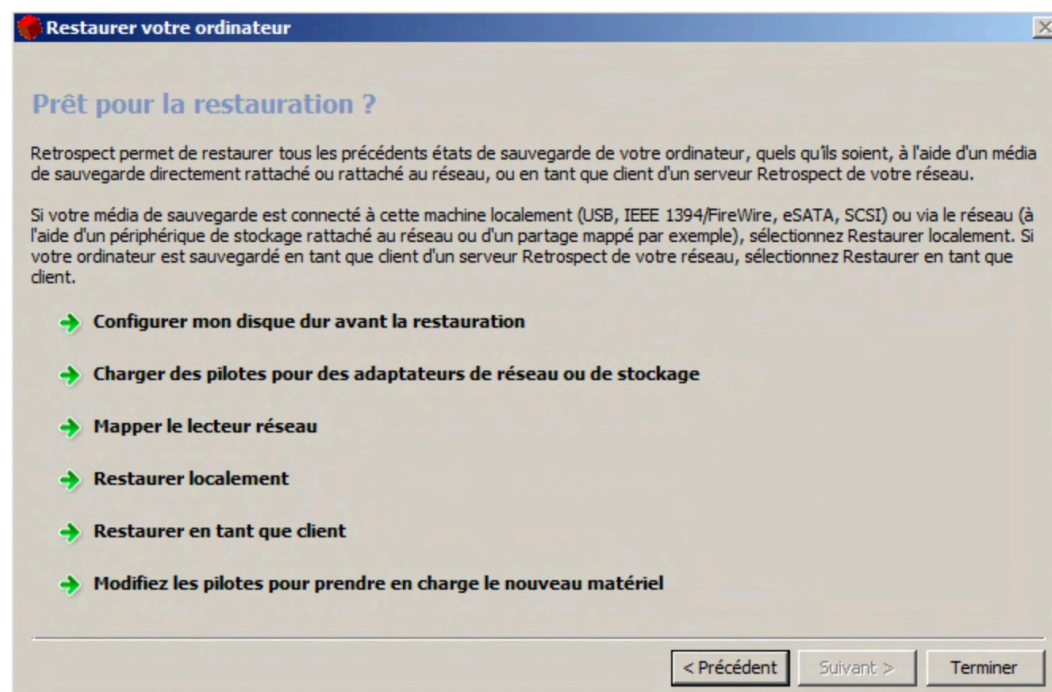 Restaurer votre ordinateur
Prêt pour la restauration ?
Retrospect permet de restaurer tous les précédents états de sauvegarde de votre ordinateur, quels qu'ils soient, à l'aide d'un média
de sauvegarde directement rattaché ou rattaché au réseau, ou en tant que client d'un serveur Retrospect de votre réseau.
Si votre média de sauvegarde est connecté à cette machine localement (USB, IEEE 1394/FireWire, eSATA, SCSI) ou via le réseau (à
l'aide d'un périphérique de stockage rattaché au réseau ou d'un partage mappé par exemple), sélectionnez Restaurer localement. Si
votre ordinateur est sauvegardé en tant que client d'un serveur Retrospect de votre réseau, sélectionnez Restaurer en tant que
client.
Configurer mon disque dur avant la restauration
Charger des pilotes pour des adaptateurs de réseau ou de stockage
Mapper le lecteur réseau
Restaurer localement
Restaurer en tant que client
Modifiez les pilotes pour prendre en charge le nouveau matériel
< Précédent
Suivant >
Terminer